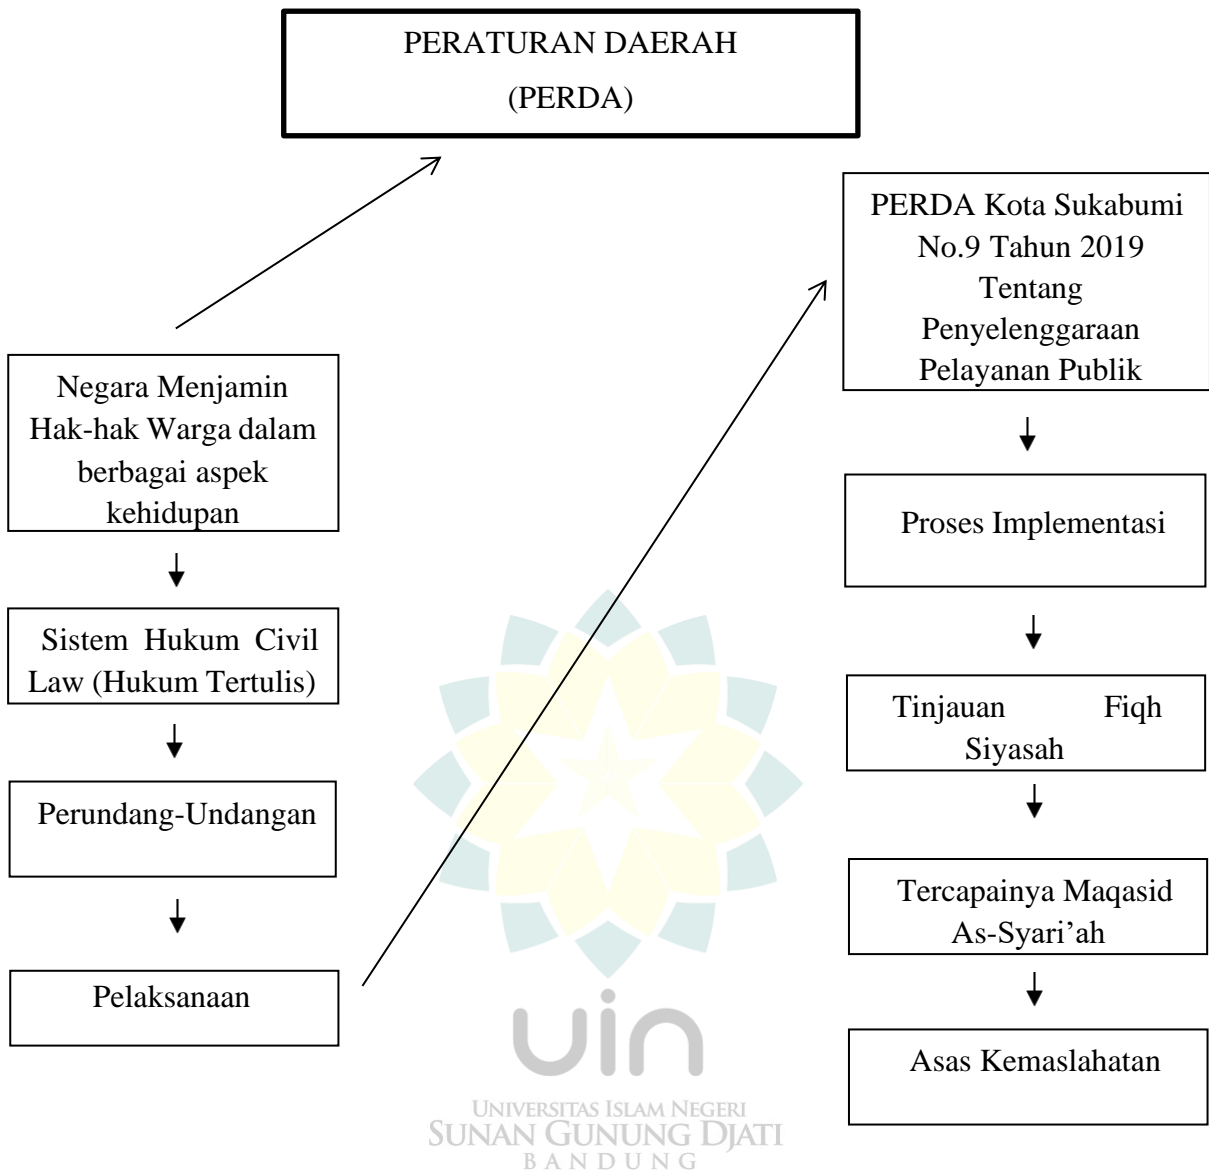 PERATURAN DAERAH
(PERDA)
Negara Menjamin
Hak-hak Warga dalam
berbagai aspek
kehidupan
Sistem Hukum Civil
Law (Hukum Tertulis)
Perundang-Undangan
Pelaksanaan
PERDA Kota Sukabumi
No.9 Tahun 2019
Tentang
Penyelenggaraan
Pelayanan Publik
Proses Implementasi
Tinjauan Fiqh
Siyasah
Tercapainya Maqasid
As-Syari’ah
Asas Kemaslahatan
uin
UNIVERSITAS ISLAM NEGERI
SUNAN GUNUNG DJATI
BANDUNG